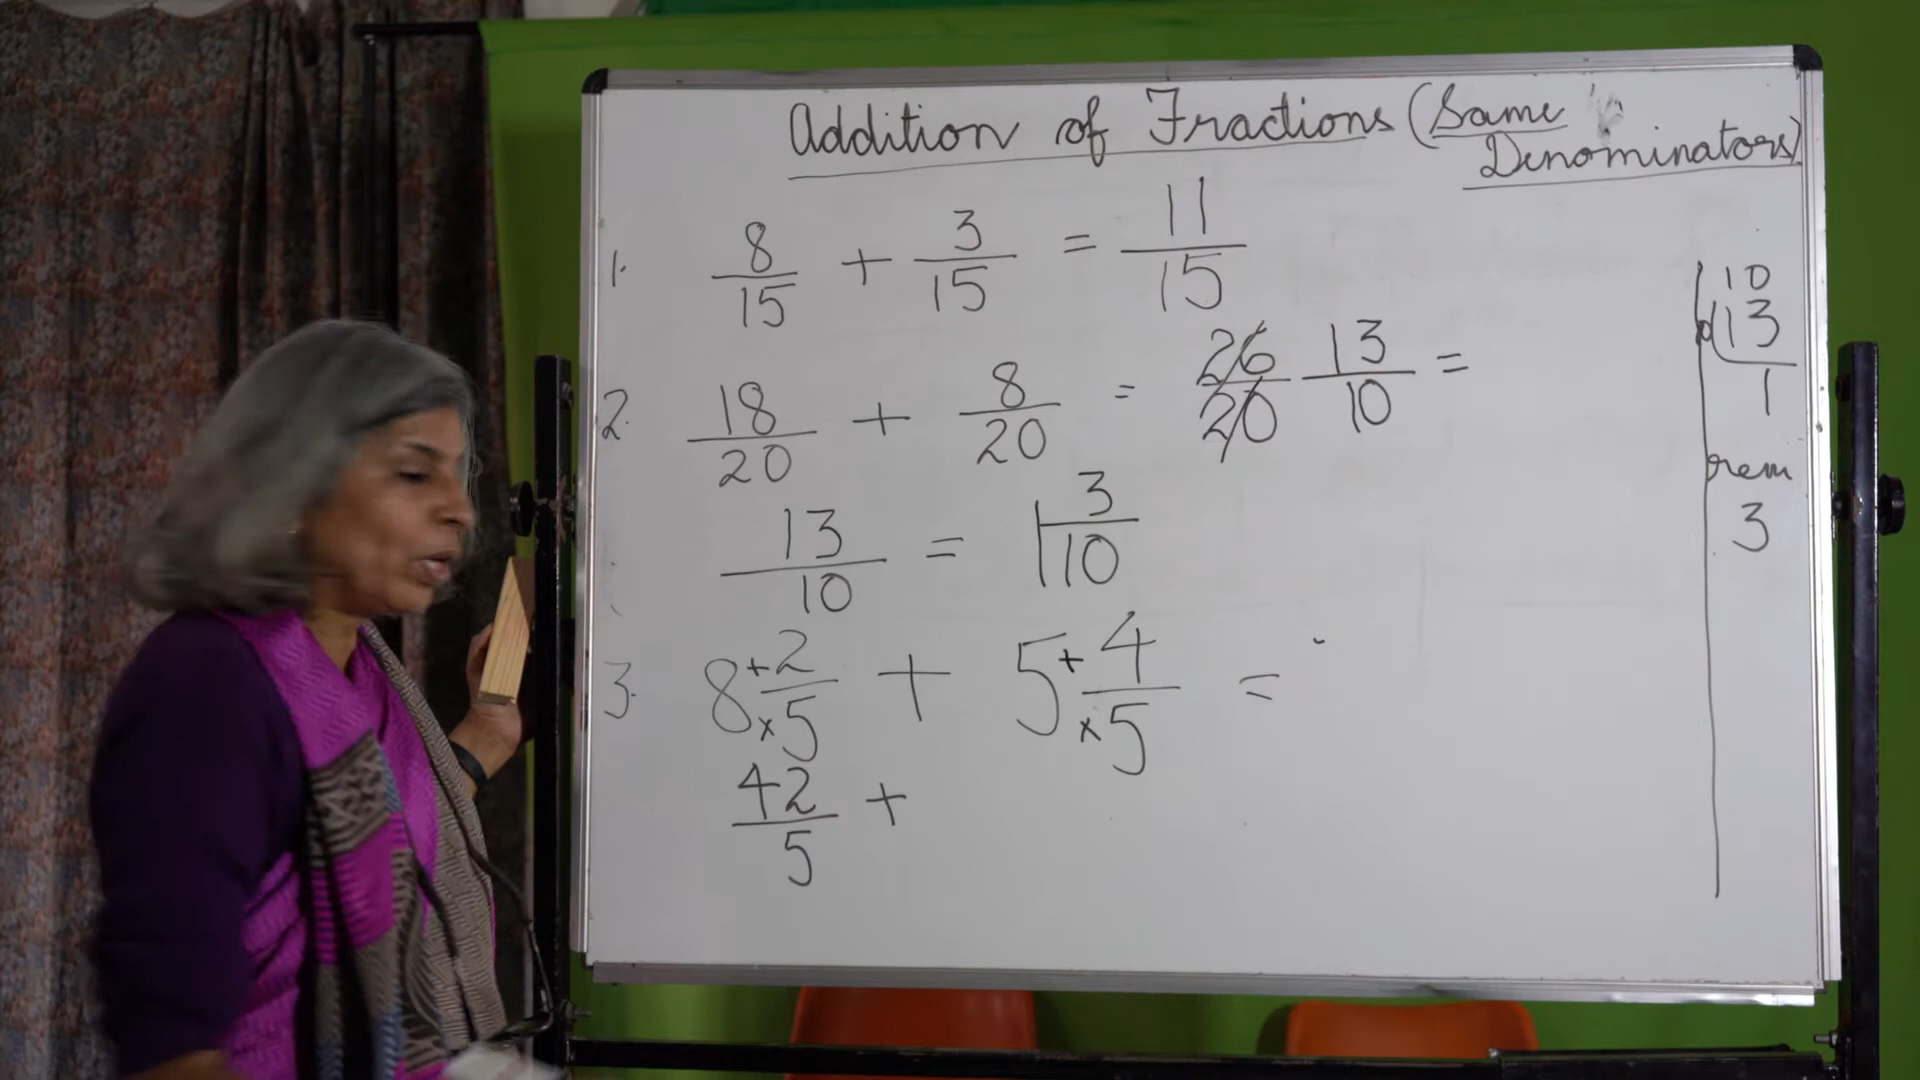 Addition of Fractions (Same
Denominators)
1. 8/15 + 3/15 = 11/15
2. 18/20 + 8/20 = 26/20 13/10 =
13/10 = 1 3/10
3. 8 + 2/× 5 + 5 + 4/× 5 =
42/5 +
10
13
1
rem
3